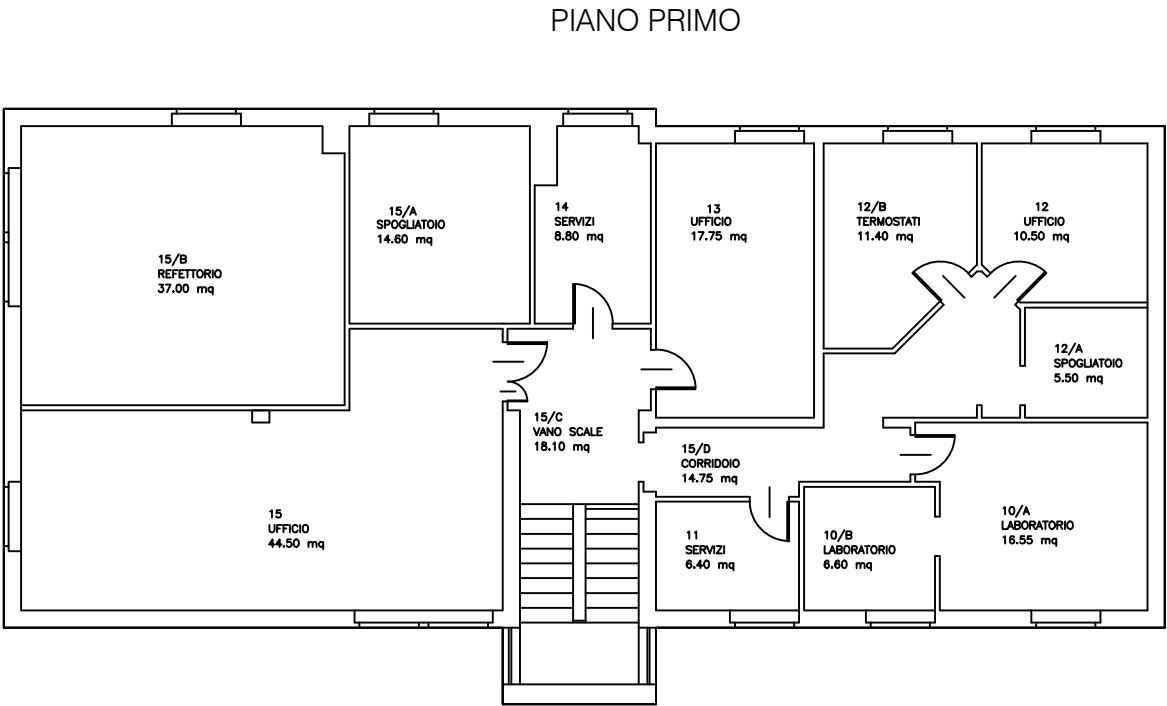 PIANO PRIMO
15/B
REFETTORIO
37.00 mq
15/A
SPOGLIATOIO
14.60 mq
14
SERVIZI
8.80 mq
13
UFFICIO
17.75 mq
12/B
TERMOSTATI
11.40 mq
12
UFFICIO
10.50 mq
12/A
SPOGLIATOIO
5.50 mq
15/C
VANO SCALE
18.10 mq
15/D
CORRIDOIO
14.75 mq
15
UFFICIO
44.50 mq
11
SERVIZI
6.40 mq
10/B
LABORATORIO
6.60 mq
10/A
LABORATORIO
16.55 mq